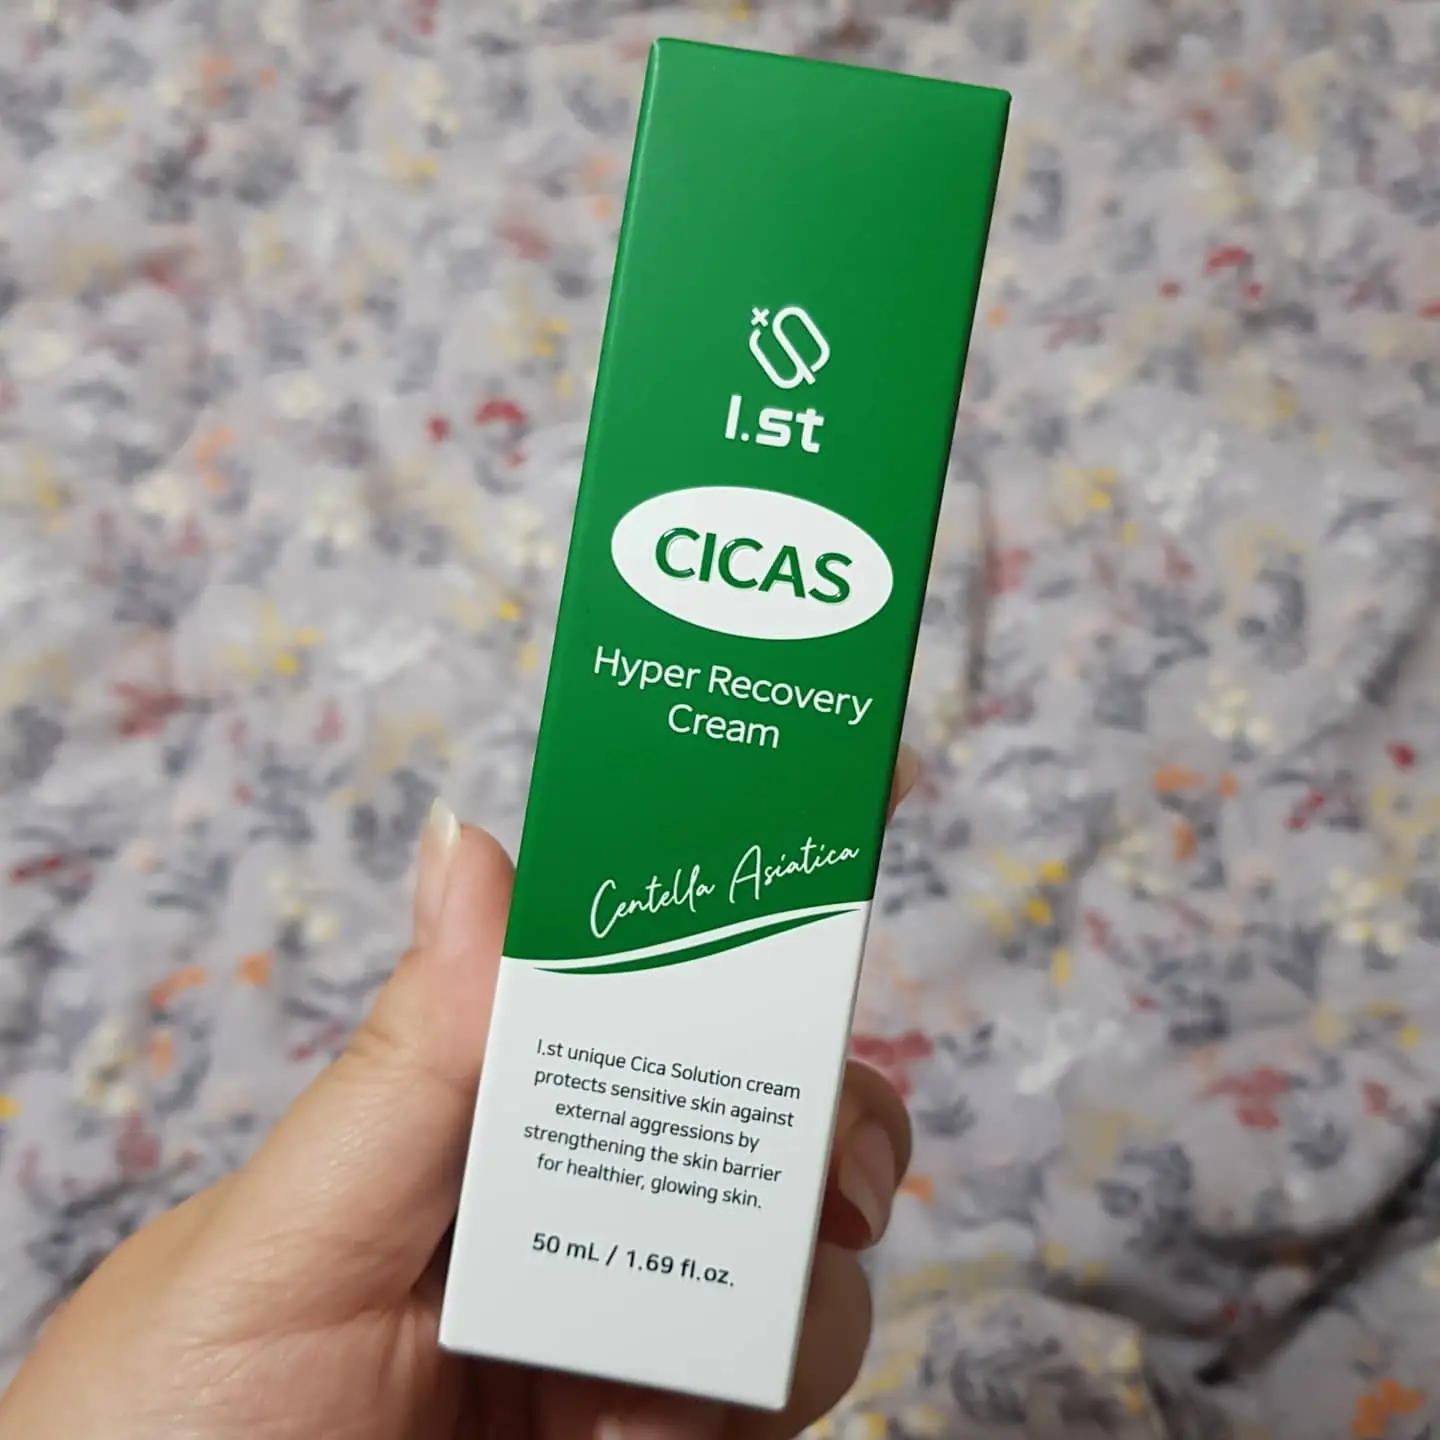 I.st
CICAS
Hyper Recovery
Cream
Centella Asiatica
I.st unique Cica Solution cream
protects sensitive skin against
external aggressions by
strengthening the skin barrier
for healthier, glowing skin.
50 mL / 1.69 fl.oz.